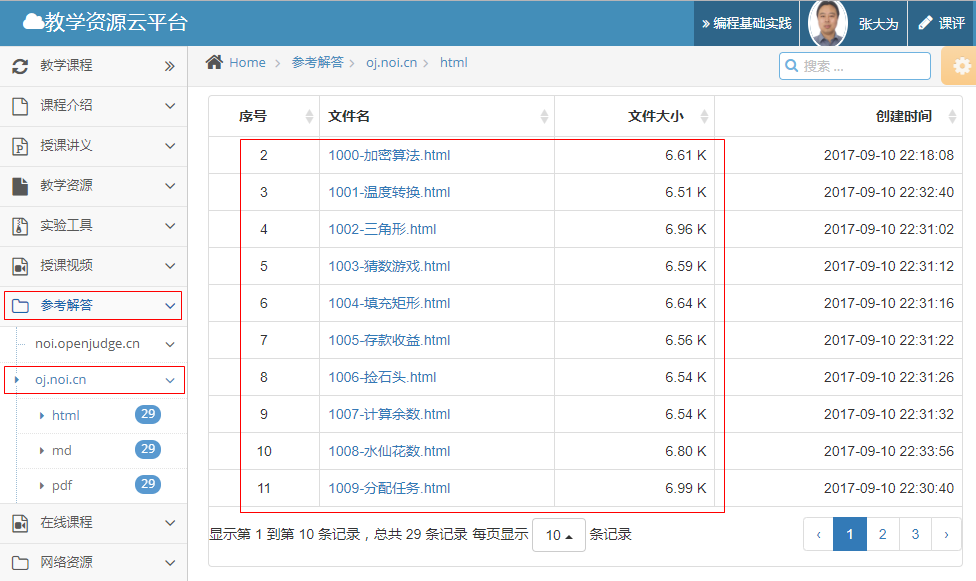 教学资源云平台
编程基础实践
张大为
课评
教学课程
课程介绍
授课讲义
教学资源
实验工具
授课视频
参考解答
noi.openjudge.cn
oj.noi.cn
html 29
md 29
pdf 29
在线课程
网络资源
Home 参考解答 oj.noi.cn html
搜索 ...
序号 文件名 文件大小 创建时间
2 1000-加密算法.html 6.61 K 2017-09-10 22:18:08
3 1001-温度转换.html 6.51 K 2017-09-10 22:32:40
4 1002-三角形.html 6.96 K 2017-09-10 22:31:02
5 1003-猜数游戏.html 6.59 K 2017-09-10 22:31:12
6 1004-填充矩形.html 6.64 K 2017-09-10 22:31:16
7 1005-存款收益.html 6.56 K 2017-09-10 22:31:22
8 1006-捡石头.html 6.54 K 2017-09-10 22:31:26
9 1007-计算余数.html 6.54 K 2017-09-10 22:31:32
10 1008-水仙花数.html 6.80 K 2017-09-10 22:33:56
11 1009-分配任务.html 6.99 K 2017-09-10 22:30:40
显示第 1 到第 10 条记录，总共 29 条记录 每页显示 10 条记录
‹ 1 2 3 ›